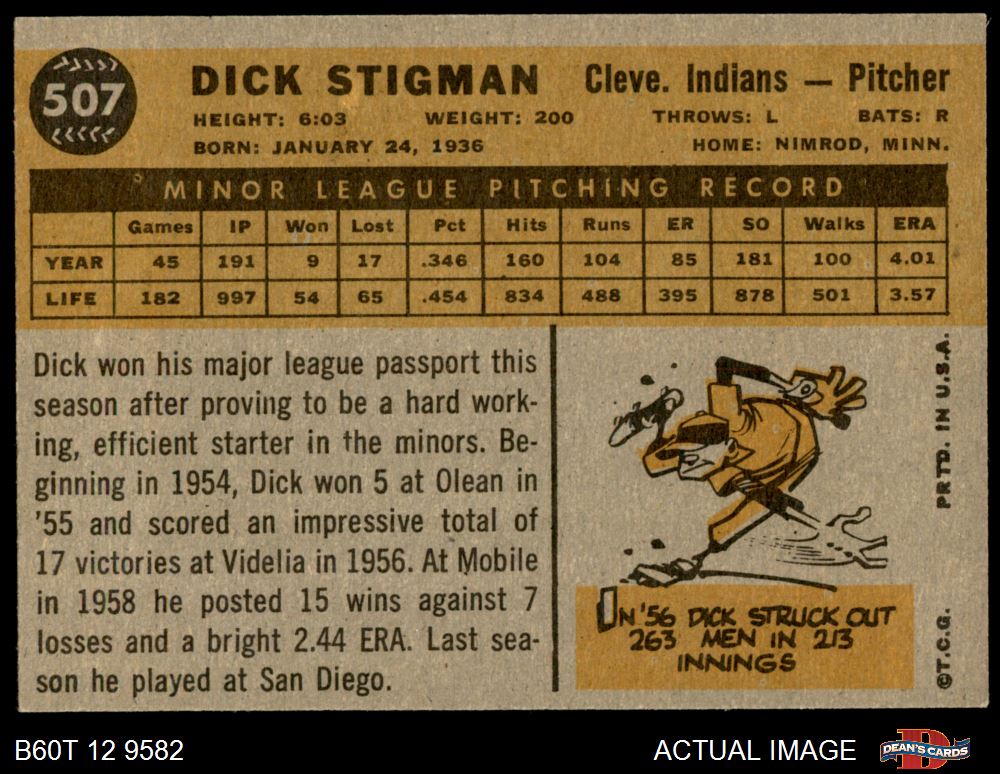 507
DICK STIGMAN Cleve. Indians — Pitcher
HEIGHT: 6:03 WEIGHT: 200 THROWS: L BATS: R
BORN: JANUARY 24, 1936 HOME: NIMROD, MINN.
MINOR LEAGUE PITCHING RECORD
Games IP Won Lost Pct Hits Runs ER SO Walks ERA
YEAR 45 191 9 17 .346 160 104 85 181 100 4.01
LIFE 182 997 54 65 .454 834 488 395 878 501 3.57
Dick won his major league passport this
season after proving to be a hard work-
ing, efficient starter in the minors. Be-
ginning in 1954, Dick won 5 at Olean in
'55 and scored an impressive total of
17 victories at Videlia in 1956. At Mobile
in 1958 he posted 15 wins against 7
losses and a bright 2.44 ERA. Last sea-
son he played at San Diego.
IN '56 DICK STRUCK OUT
263 MEN IN 213
INNINGS
©T.C.G. PRTD. IN U.S.A.
B60T 12 9582 ACTUAL IMAGE DEAN'S CARDS